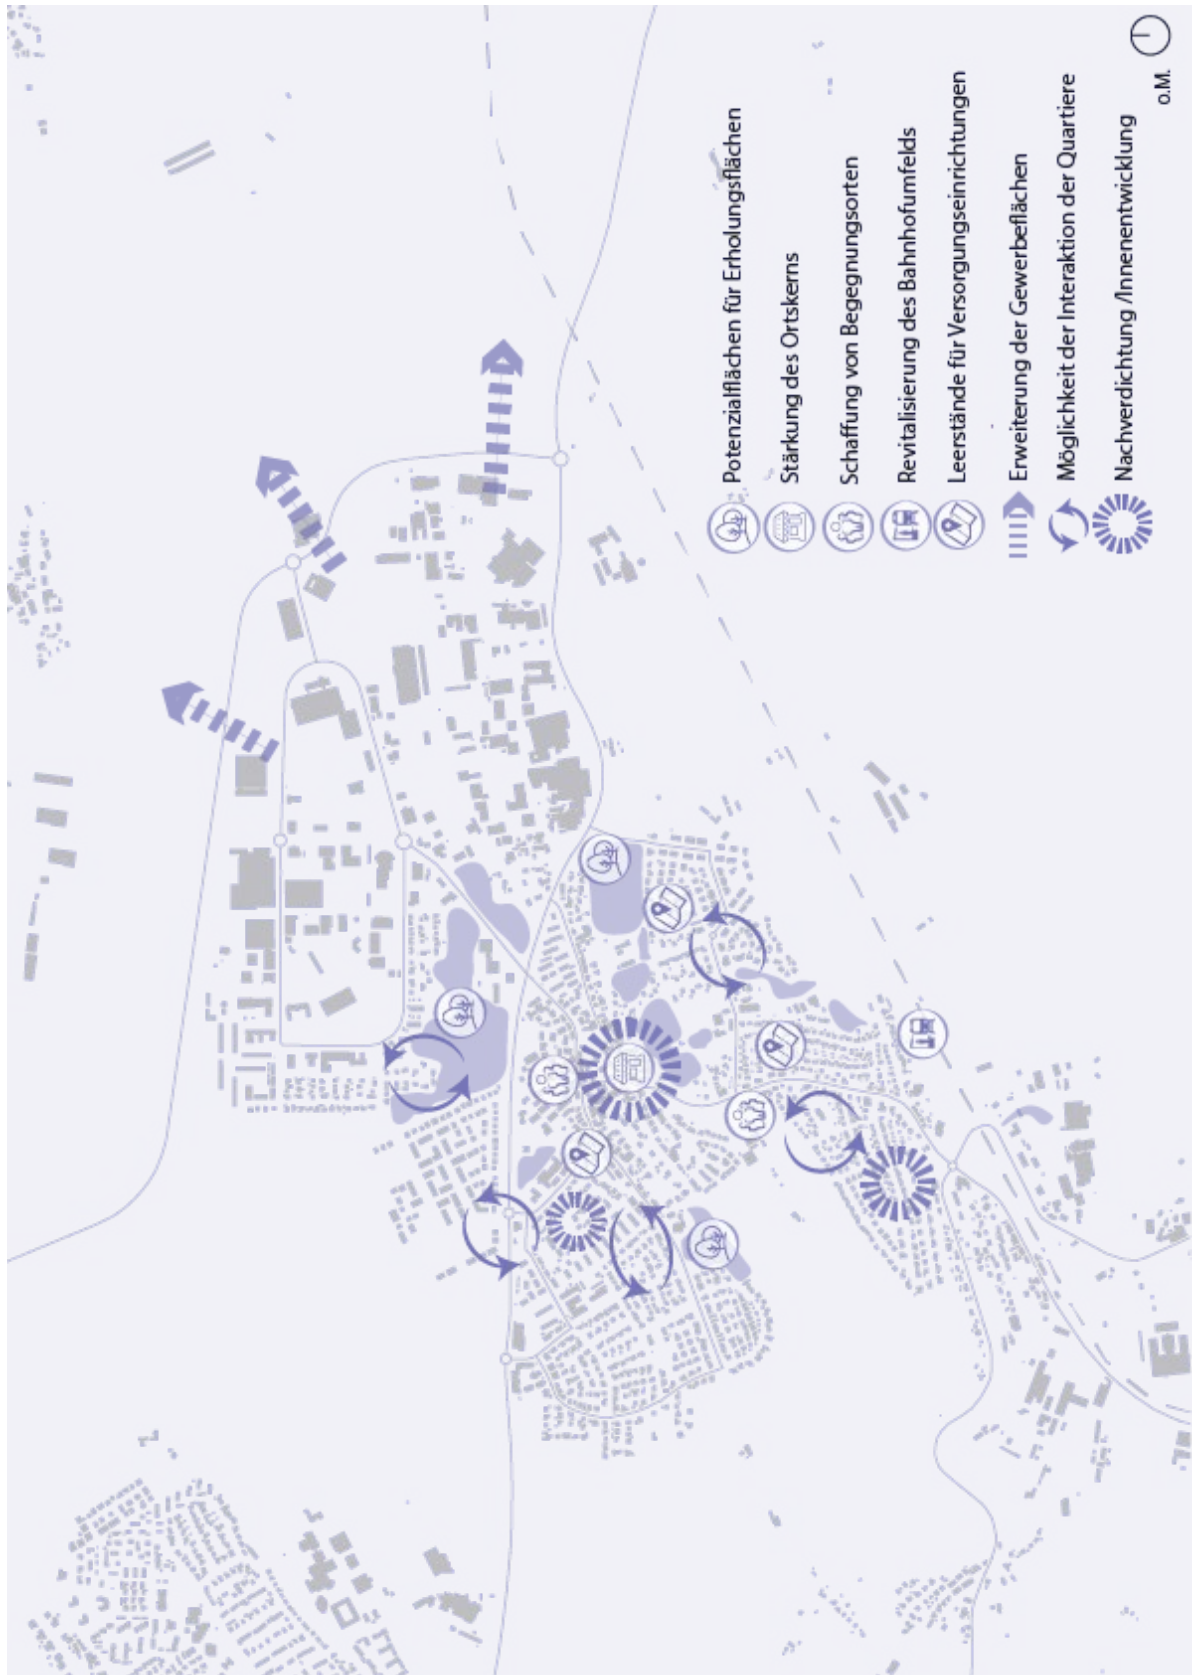 Potenzialflächen für Erholungsflächen
Stärkung des Ortskerns
Schaffung von Begegnungsorten
Revitalisierung des Bahnhofumfelds
Leerstände für Versorgungseinrichtungen
Erweiterung der Gewerbeflächen
Möglichkeit der Interaktion der Quartiere
Nachverdichtung /Innenentwicklung
o.M.